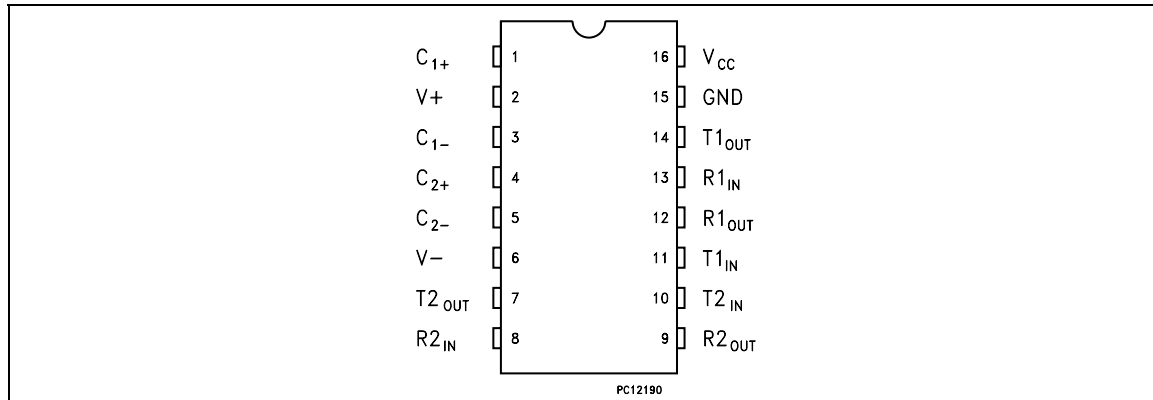 C1+ 1 16 VCC
V+ 2 15 GND
C1− 3 14 T1OUT
C2+ 4 13 R1IN
C2− 5 12 R1OUT
V− 6 11 T1IN
T2OUT 7 10 T2IN
R2IN 8 9 R2OUT
PC12190